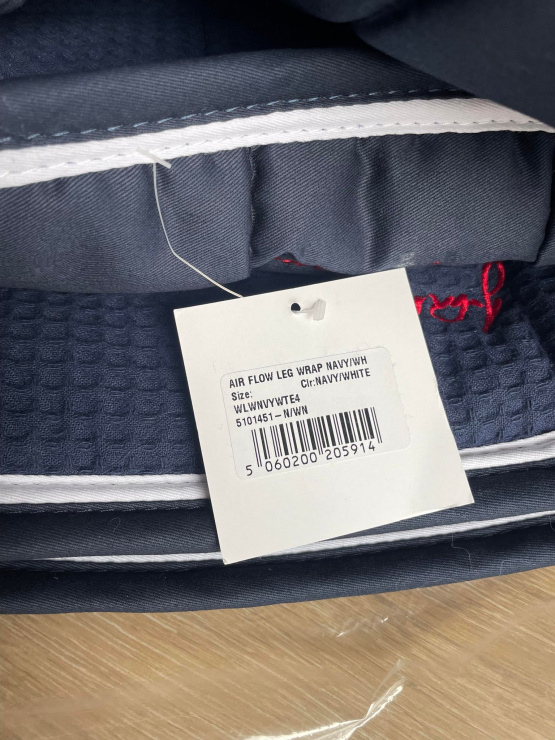 AIR FLOW LEG WRAP NAVY/WH
Size: Clr:NAVY/WHITE
WLWNVYWTE4
5101451-N/WN
5 060200 205914